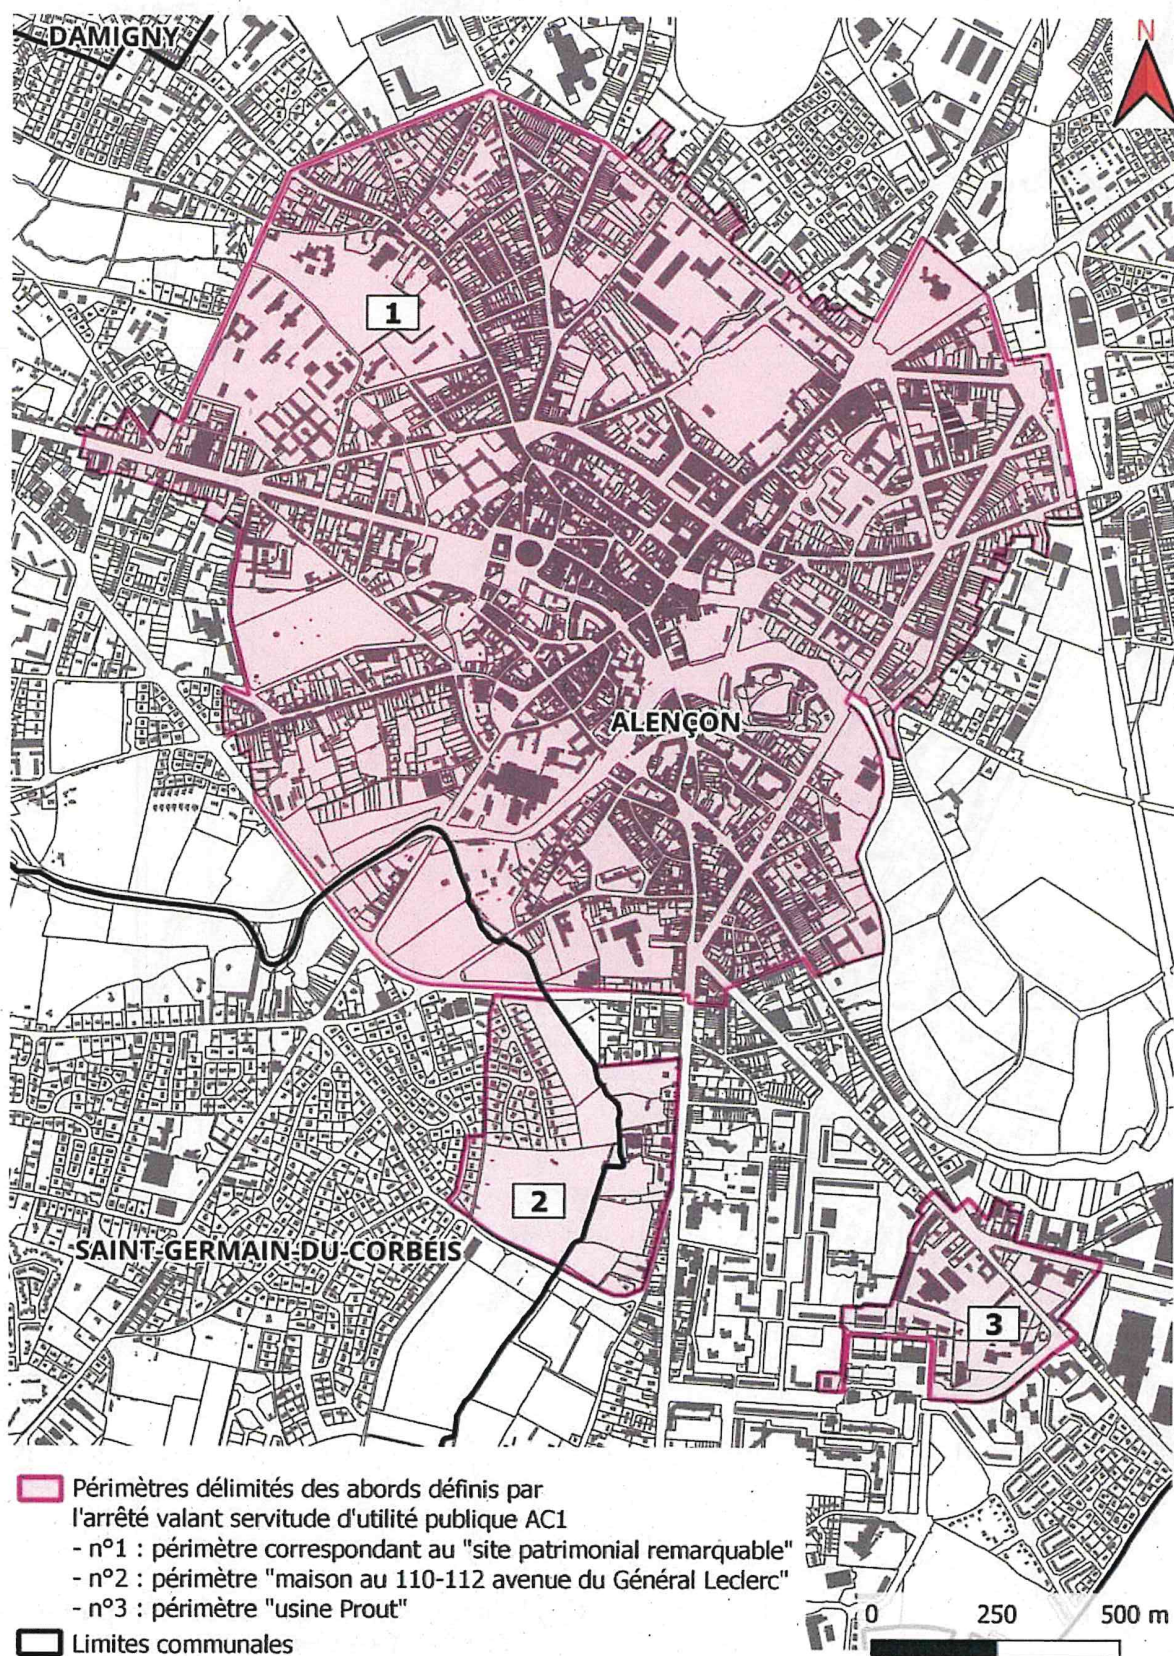 DAMIGNY
N
1
ALENÇON
2
SAINT-GERMAIN-DU-CORBÉIS
3
Périmètres délimités des abords définis par
l'arrêté valant servitude d'utilité publique AC1
- n°1 : périmètre correspondant au "site patrimonial remarquable"
- n°2 : périmètre "maison au 110-112 avenue du Général Leclerc"
- n°3 : périmètre "usine Prout"
Limites communales
0 250 500 m